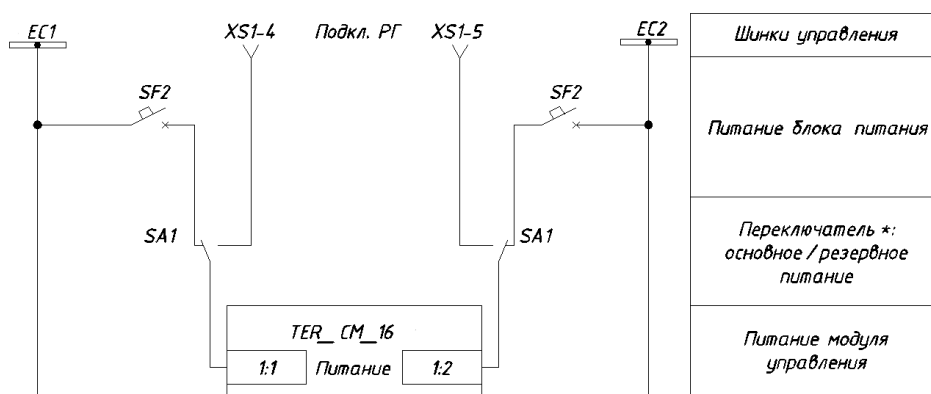 EC1
XS1-4
Подкл. РГ
XS1-5
EC2
Шинки управления
SF2
SF2
Питание блока питания
SA1
SA1
Переключатель *:
основное / резервное
питание
TER_CM_16
1:1
Питание
1:2
Питание модуля
управления